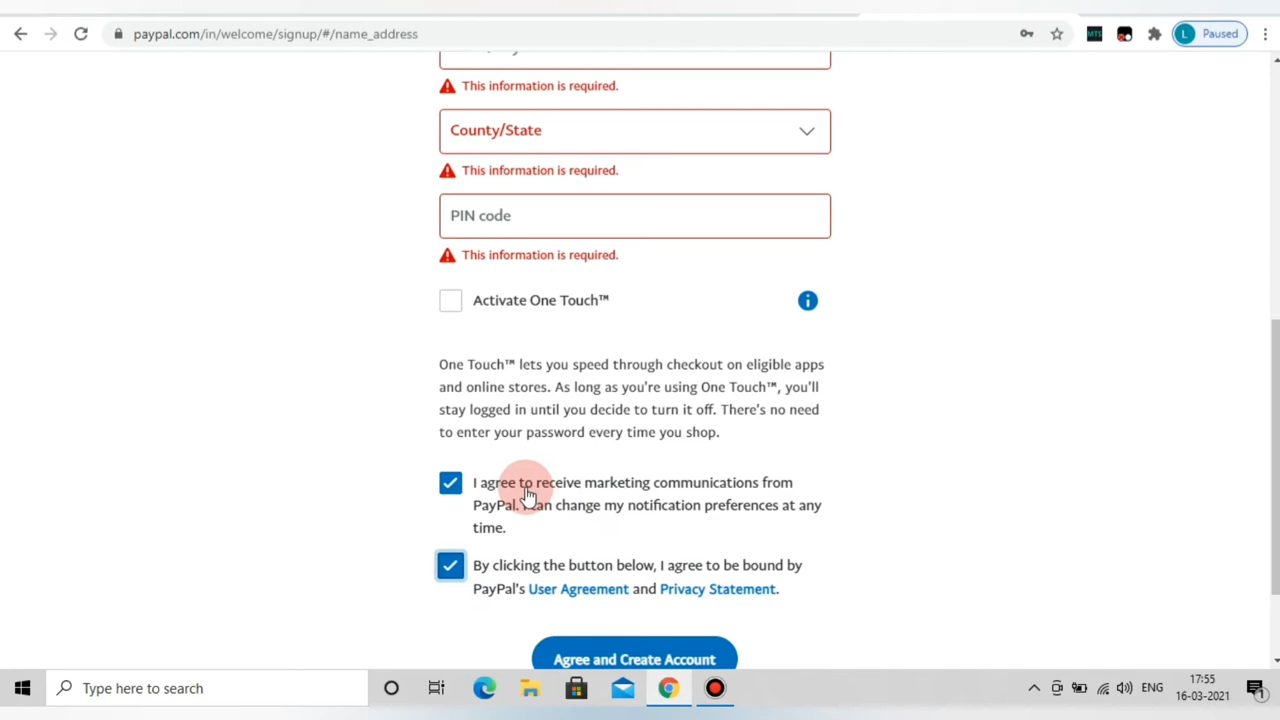 paypal.com/in/welcome/signup/#/name_address
MTS
L Paused
This information is required.
County/State
This information is required.
PIN code
This information is required.
Activate One Touch™
One Touch™ lets you speed through checkout on eligible apps
and online stores. As long as you're using One Touch™, you'll
stay logged in until you decide to turn it off. There's no need
to enter your password every time you shop.
I agree to receive marketing communications from
PayPal. I can change my notification preferences at any
time.
By clicking the button below, I agree to be bound by
PayPal's User Agreement and Privacy Statement.
Agree and Create Account
Type here to search
ENG
17:55
16-03-2021
1